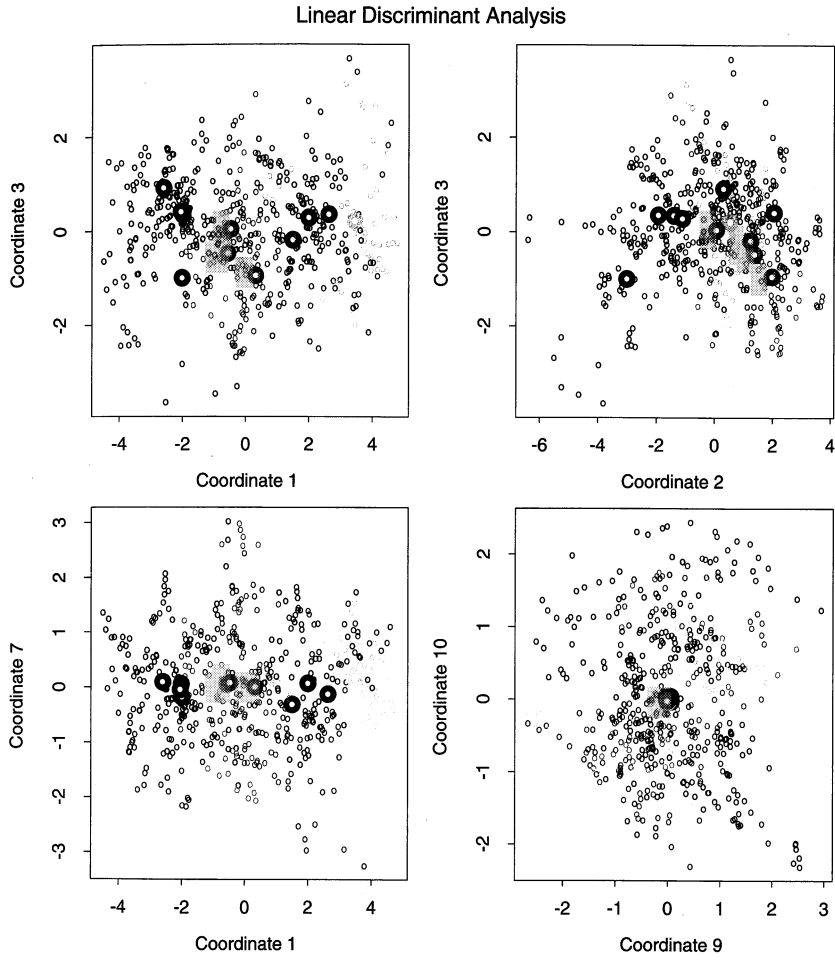 Linear Discriminant Analysis
Coordinate 3
2
0
-2
-4 -2 0 2 4
Coordinate 1
Coordinate 3
2
0
-2
-6 -4 -2 0 2 4
Coordinate 2
Coordinate 7
3
2
1
0
-1
-2
-3
-4 -2 0 2 4
Coordinate 1
Coordinate 10
2
1
0
-1
-2
-2 -1 0 1 2 3
Coordinate 9